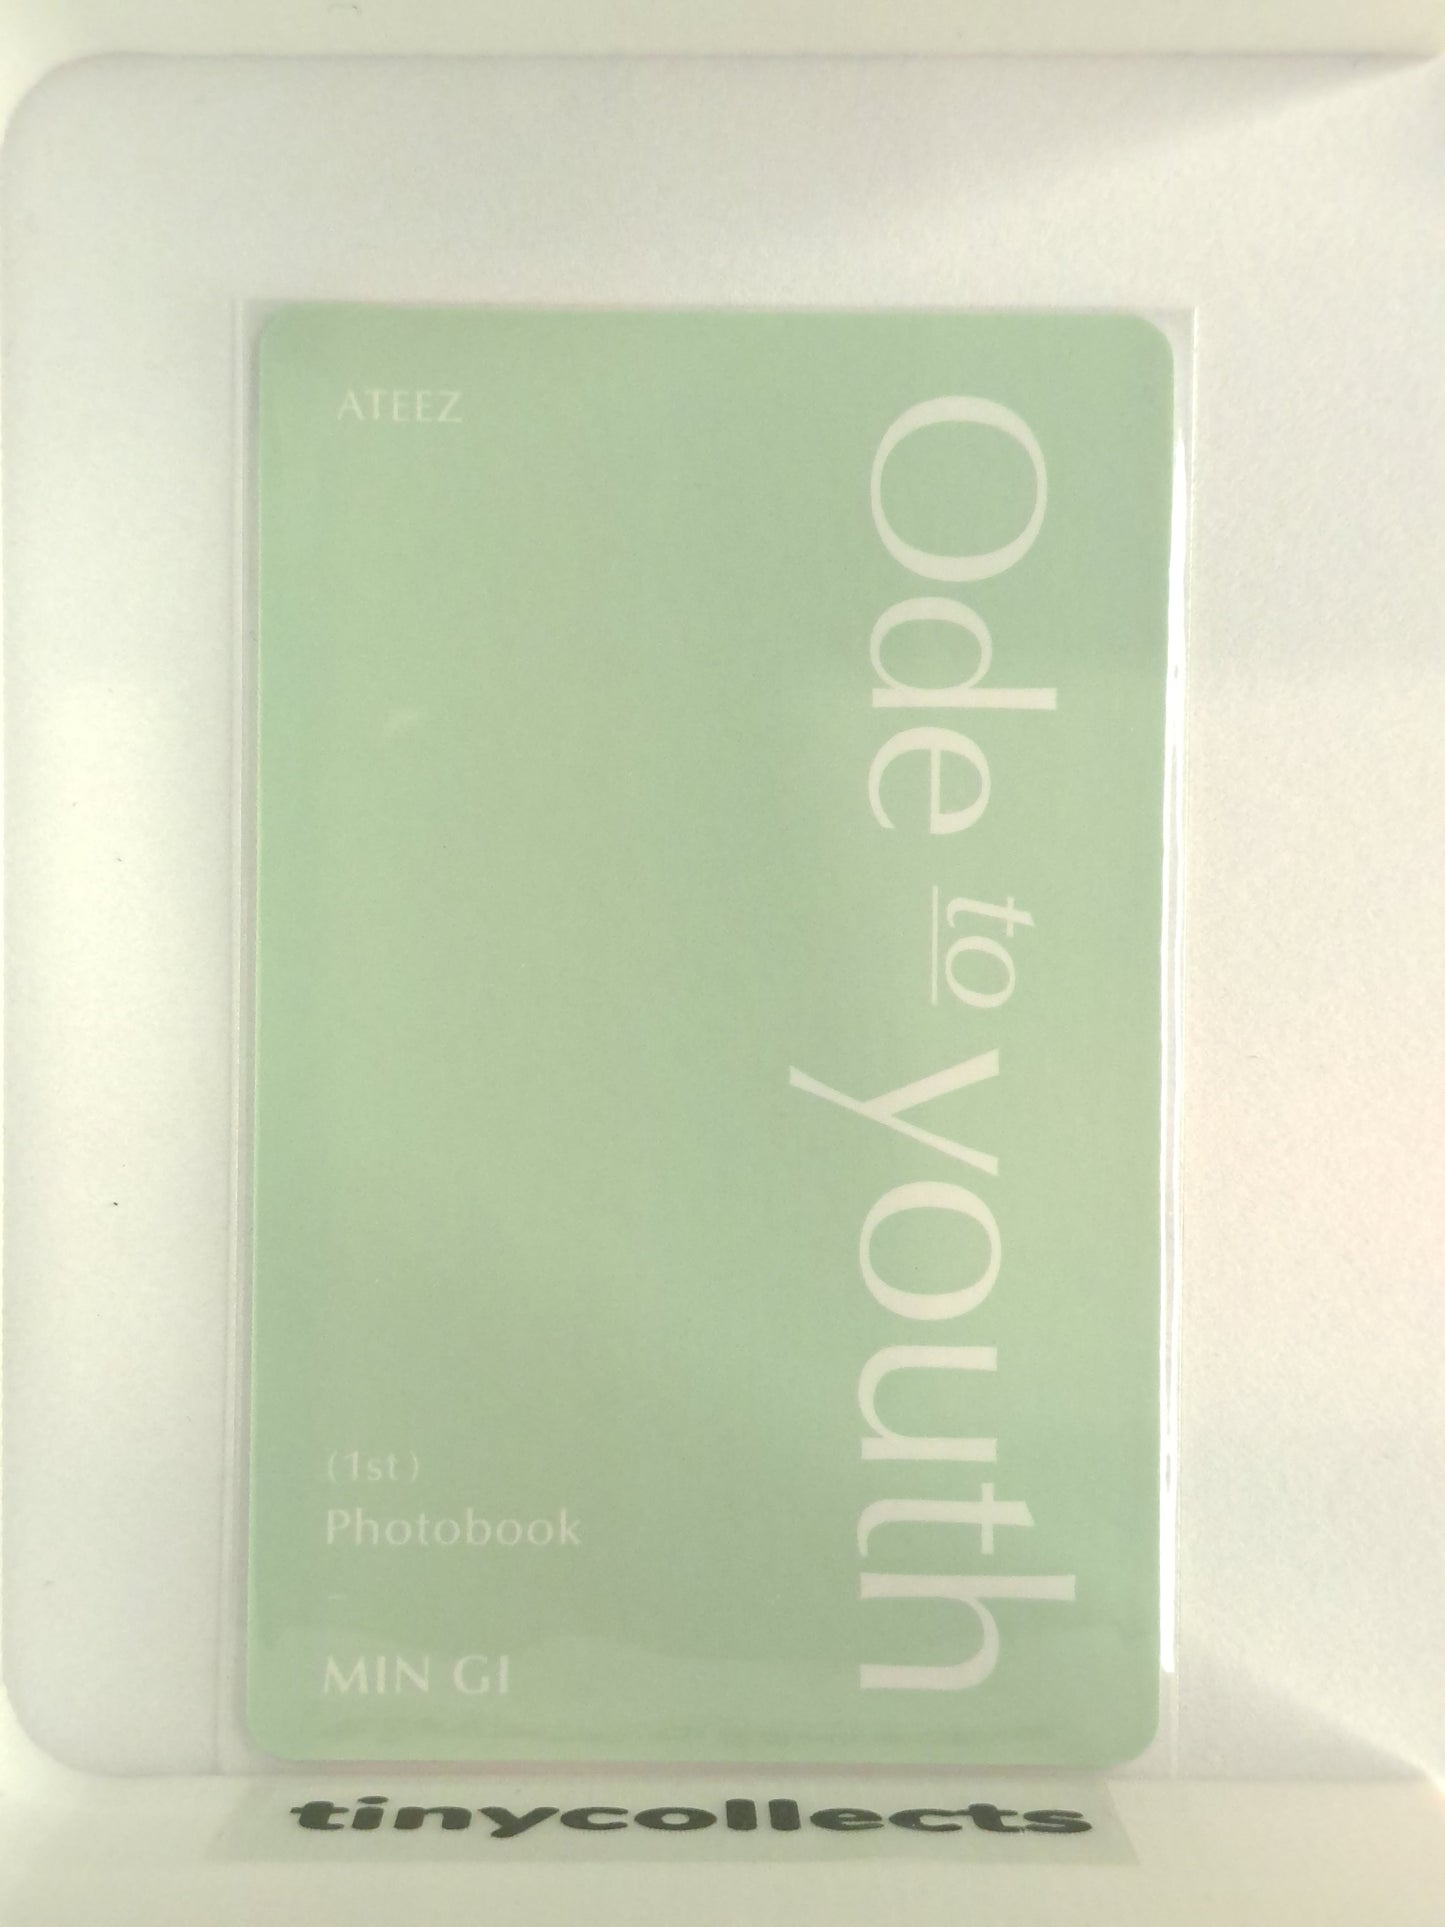 ATEEZ
Ode to youth
(1st)
Photobook
-
MIN GI
tinycollects